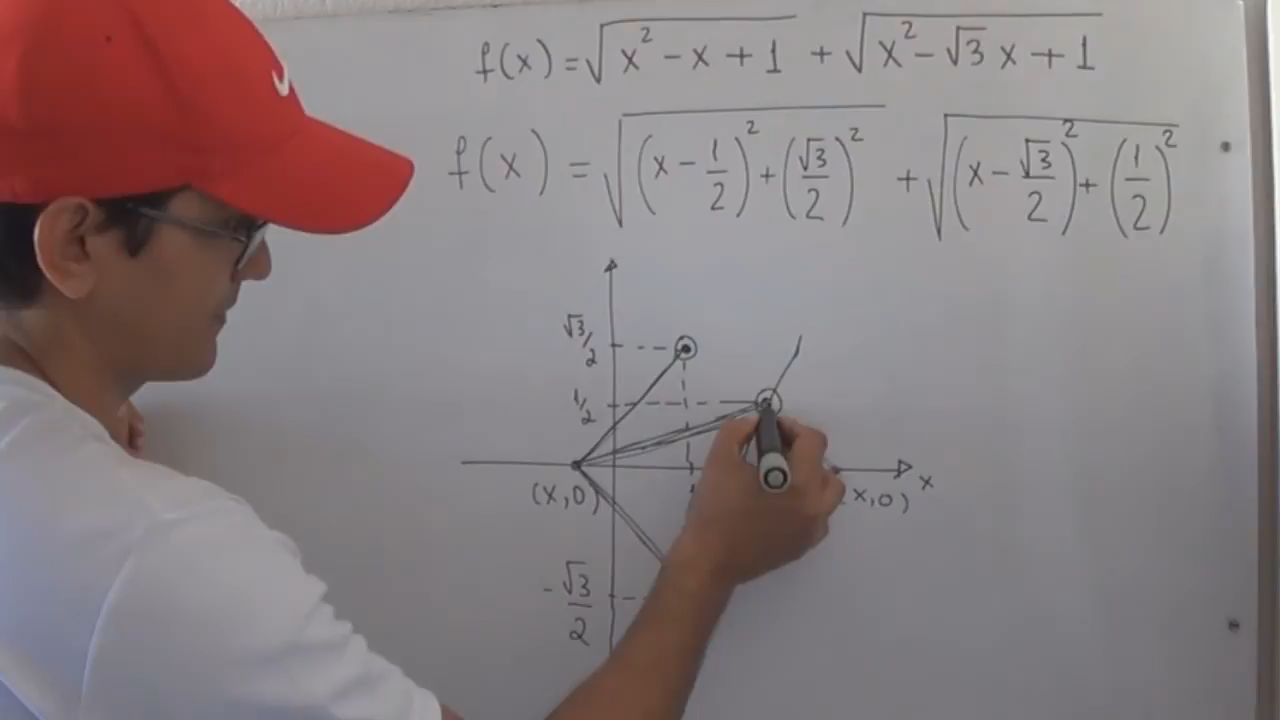 f(x) = √(x² - x + 1) + √(x² - √3 x + 1)
f(x) = √((x - 1/2)² + (√3/2)²) + √((x - √3/2)² + (1/2)²)
√3/2
1/2
x
(x,0)
x,0)
-√3/2